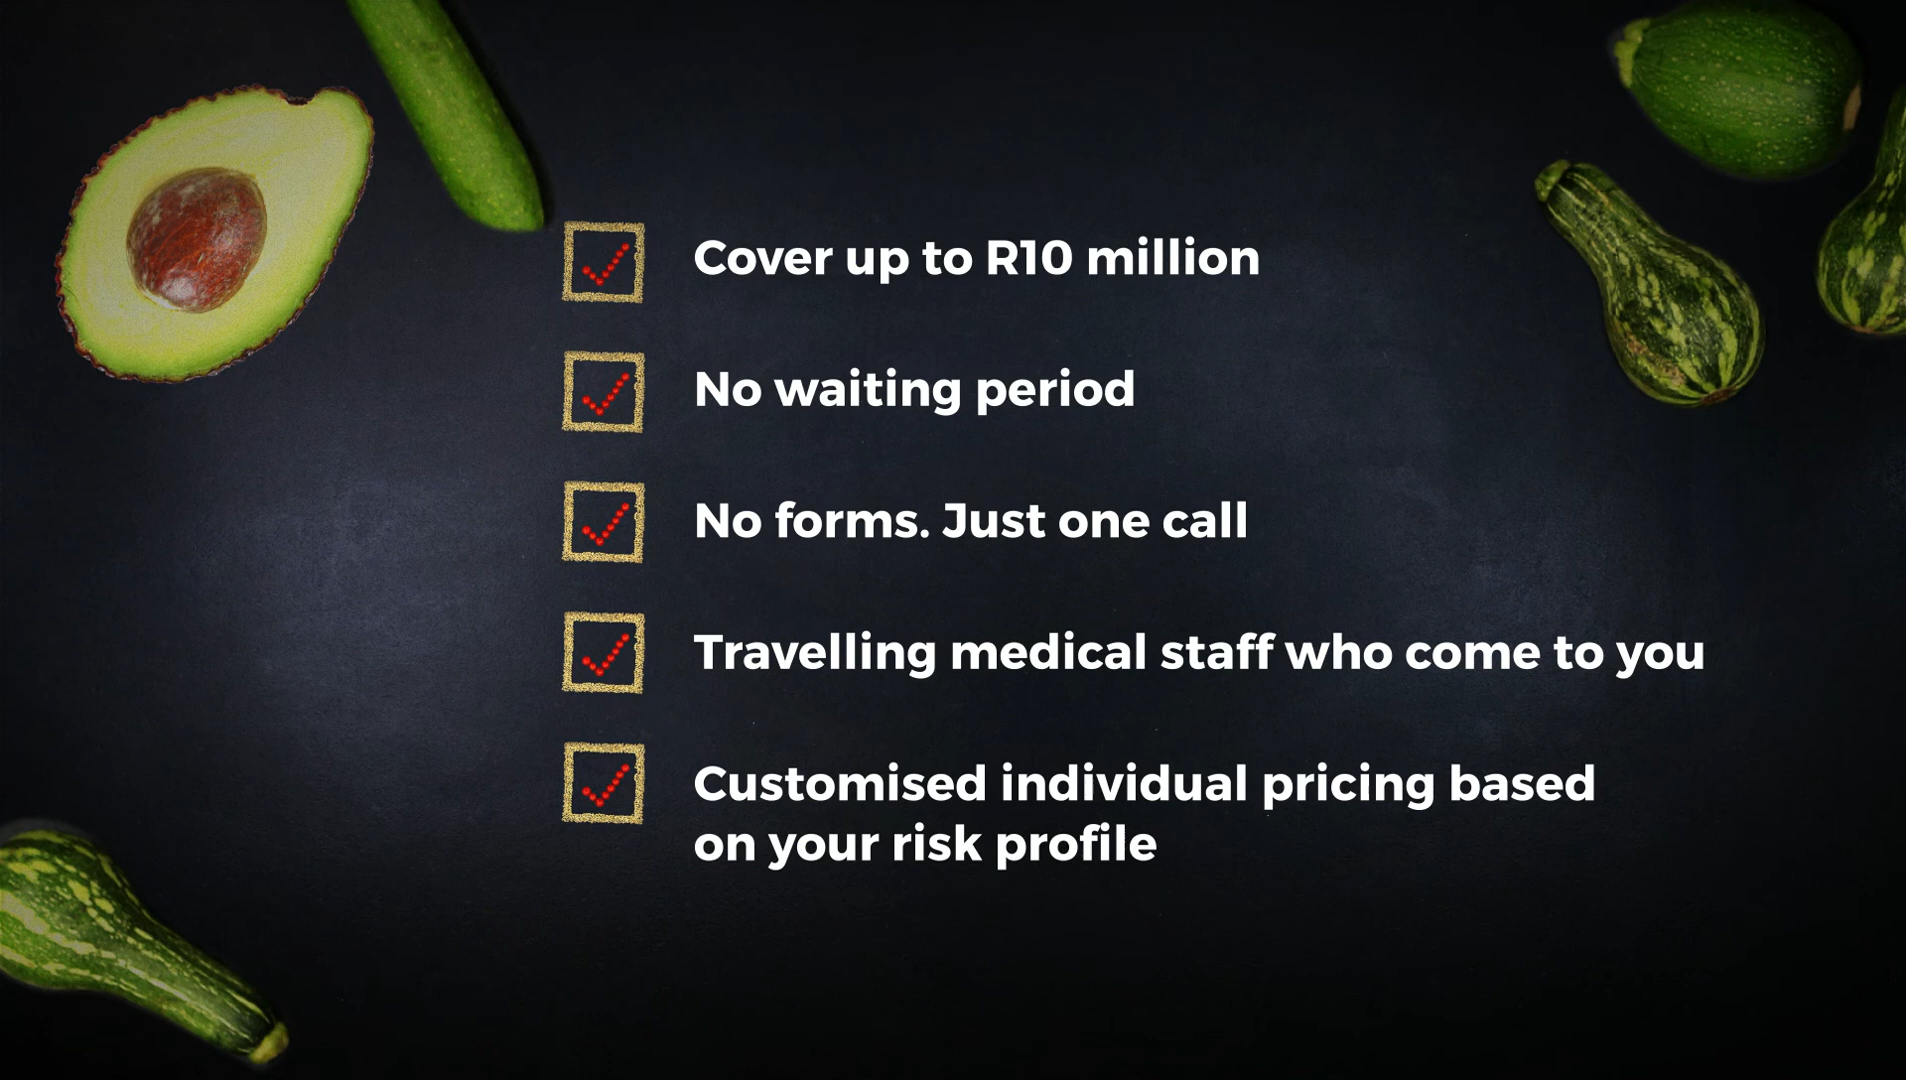 Cover up to R10 million
No waiting period
No forms. Just one call
Travelling medical staff who come to you
Customised individual pricing based
on your risk profile